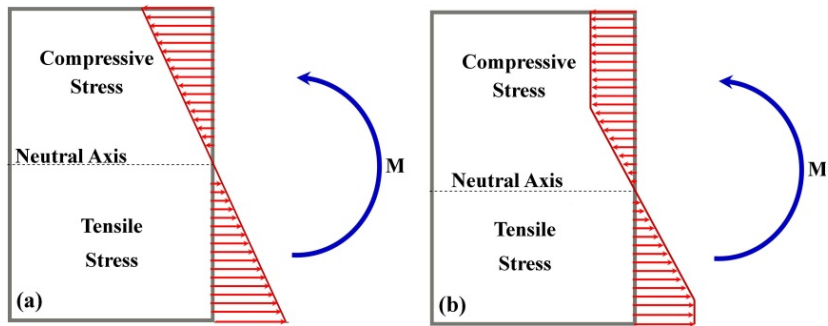 Compressive
Stress
Neutral Axis
Tensile
Stress
(a)
M
Compressive
Stress
Neutral Axis
Tensile
Stress
(b)
M